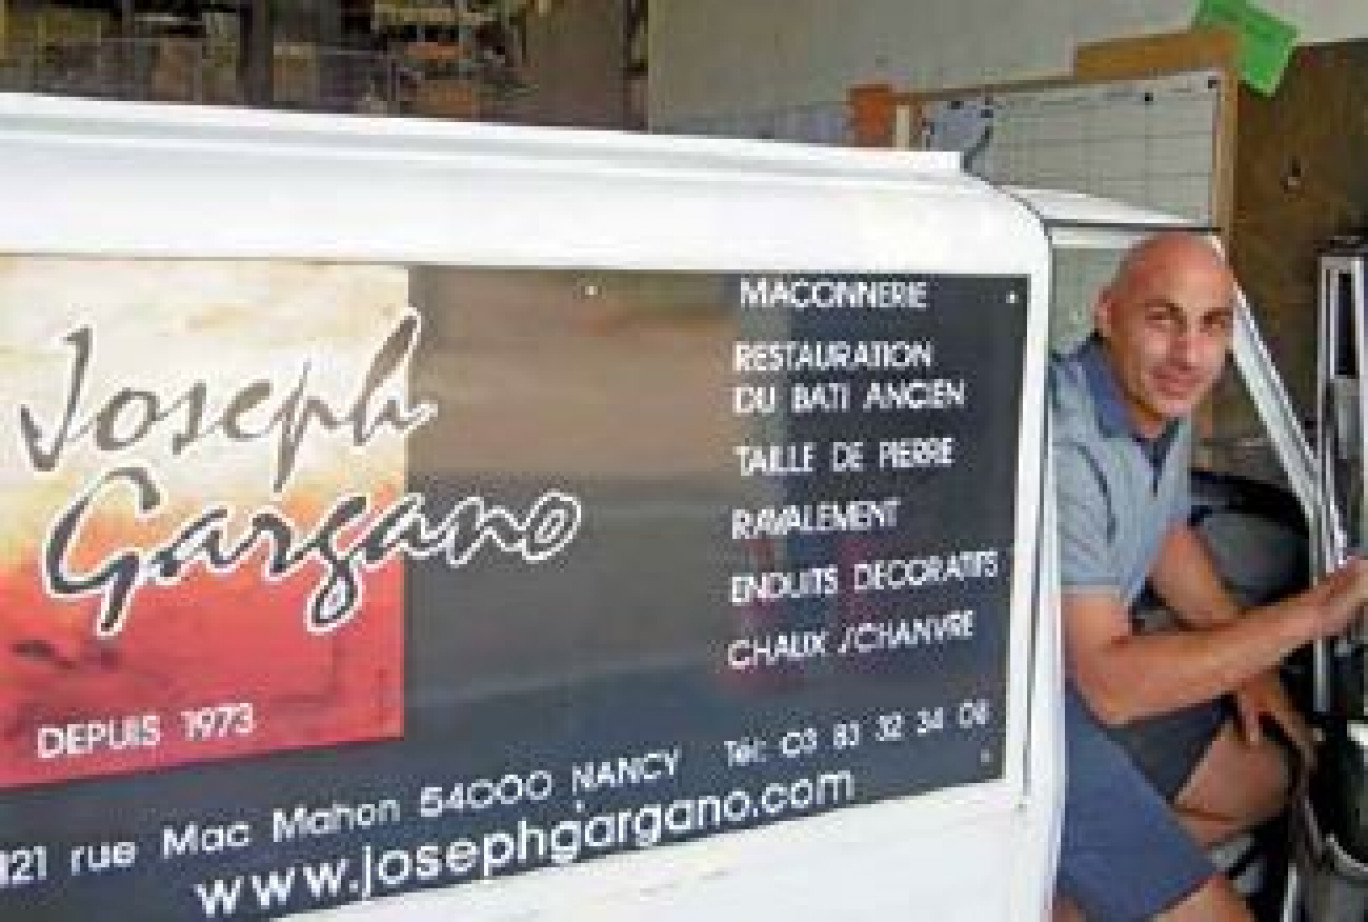 Joseph
Gargano
DEPUIS 1973
MACONNERIE
RESTAURATION
DU BATI ANCIEN
TAILLE DE PIERRE
RAVALEMENT
ENDUITS DECORATIFS
CHAUX /CHANVRE
121 rue Mac Mahon 54000 NANCY Tél: 03 83 32 34 08
www.josephgargano.com